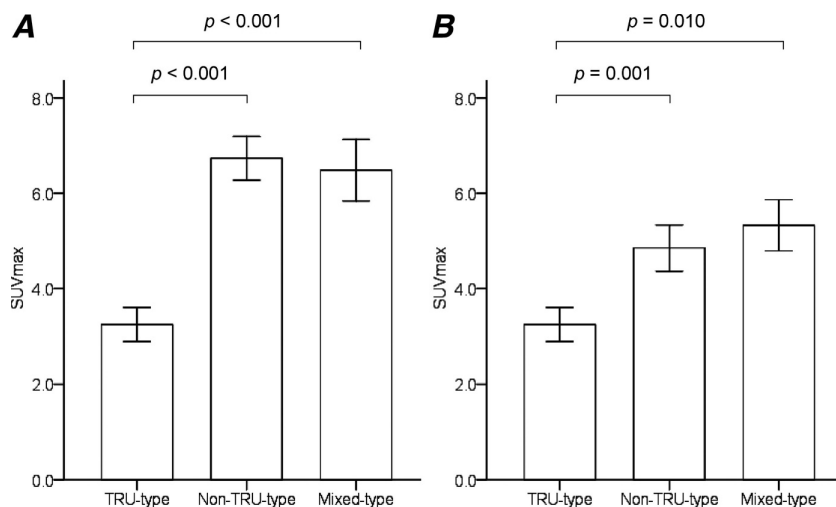 A
p < 0.001
p < 0.001
8.0
6.0
4.0
2.0
0.0
SUVmax
TRU-type
Non-TRU-type
Mixed-type
B
p = 0.010
p = 0.001
8.0
6.0
4.0
2.0
0.0
SUVmax
TRU-type
Non-TRU-type
Mixed-type